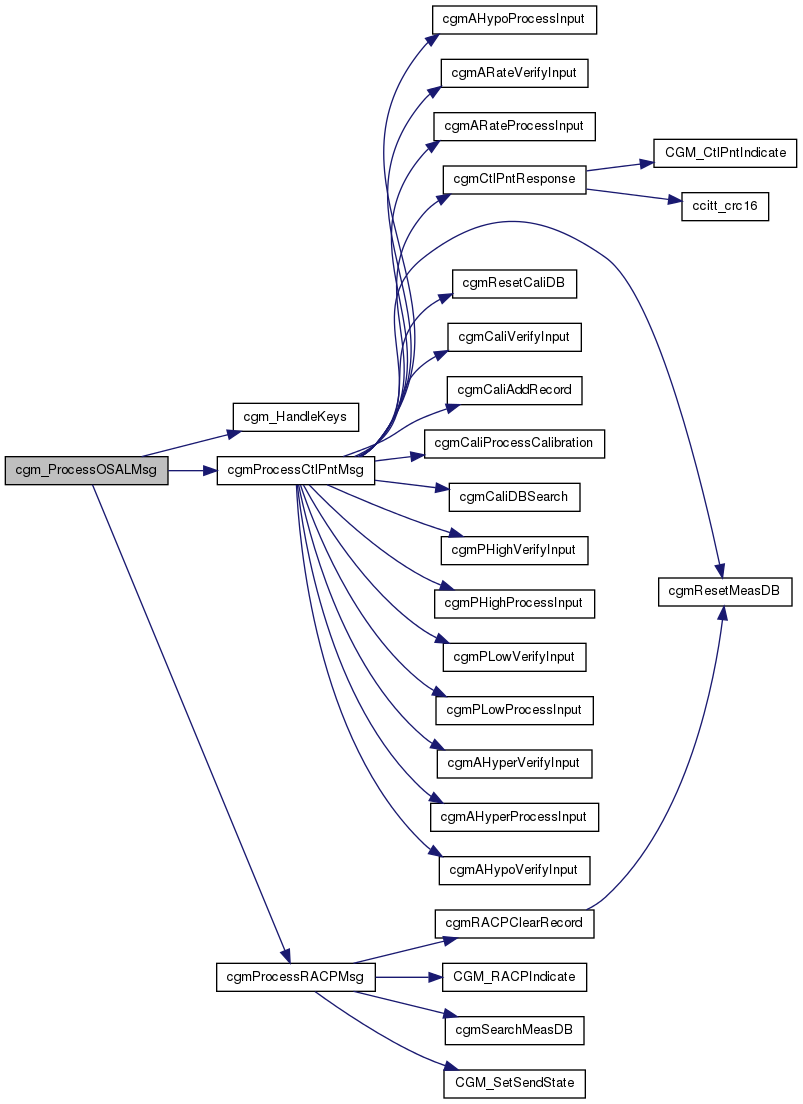 cgmAHypoProcessInput
cgmARateVerifyInput
cgmARateProcessInput
CGM_CtlPntIndicate
cgmCtlPntResponse
ccitt_crc16
cgmResetCaliDB
cgmCaliVerifyInput
cgmCaliAddRecord
cgm_HandleKeys
cgmCaliProcessCalibration
cgm_ProcessOSALMsg
cgmProcessCtlPntMsg
cgmCaliDBSearch
cgmPHighVerifyInput
cgmResetMeasDB
cgmPHighProcessInput
cgmPLowVerifyInput
cgmPLowProcessInput
cgmAHyperVerifyInput
cgmAHyperProcessInput
cgmAHypoVerifyInput
cgmRACPClearRecord
cgmProcessRACPMsg
CGM_RACPIndicate
cgmSearchMeasDB
CGM_SetSendState